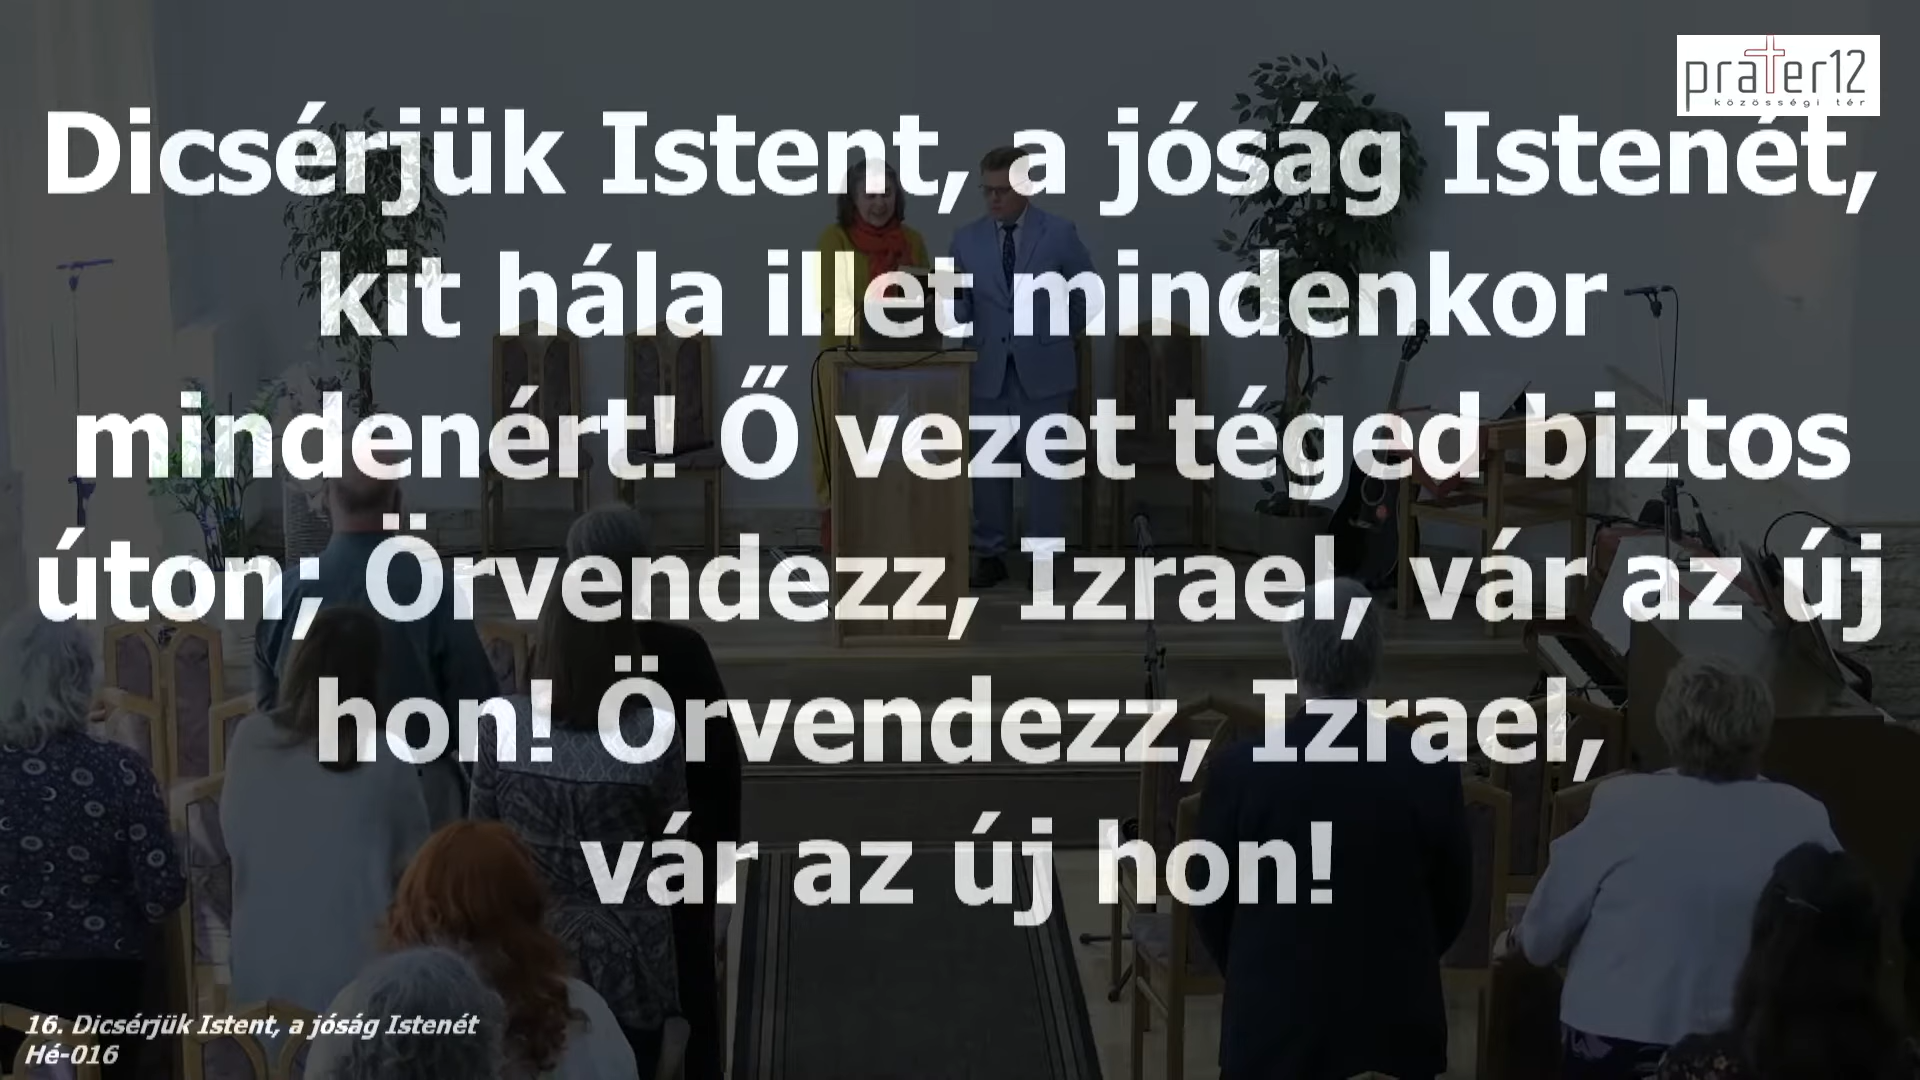 prater12
közösségi tér
Dicsérjük Istent, a jóság Istenét,
kit hála illet mindenkor
mindenért! Ő vezet téged biztos
úton; Örvendezz, Izrael, vár az új
hon! Örvendezz, Izrael,
vár az új hon!
16. Dicsérjük Istent, a jóság Istenét
Hé-016